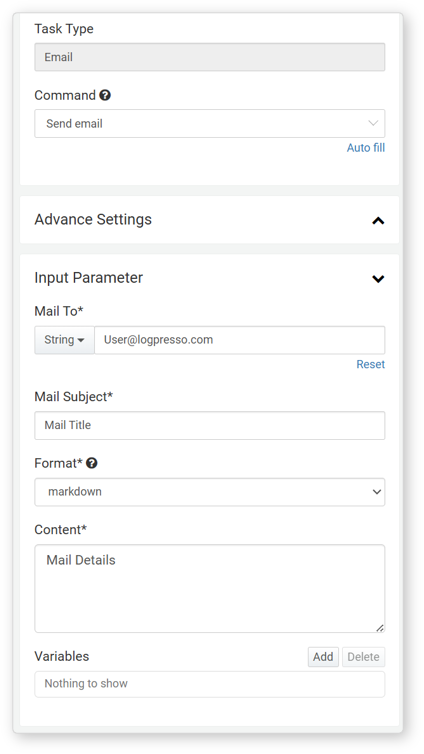 Task Type
Email
Command
Send email
Auto fill
Advance Settings
Input Parameter
Mail To*
String User@logpresso.com
Reset
Mail Subject*
Mail Title
Format*
markdown
Content*
Mail Details
Variables Add Delete
Nothing to show